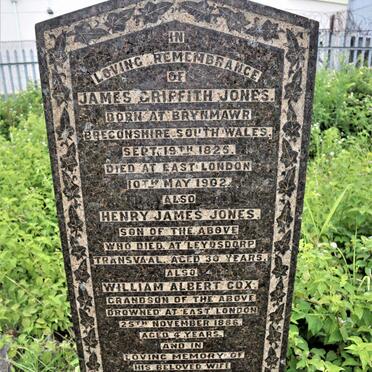 IN
LOVING REMEMBRANCE
OF
JAMES GRIFFITH JONES.
BORN AT BRYNMAWR
BRECONSHIRE SOUTH WALES.
SEPT. 19TH 1826.
DIED AT EAST LONDON
10TH MAY 1902.
ALSO
HENRY JAMES JONES.
SON OF THE ABOVE
WHO DIED AT LEYDSDORP
TRANSVAAL, AGED 30 YEARS.
ALSO
WILLIAM ALBERT COX.
GRANDSON OF THE ABOVE
DROWNED AT EAST LONDON
25TH NOVEMBER 1886.
AGED 4 YEARS.
AND IN
LOVING MEMORY OF
HIS BELOVED WIFE